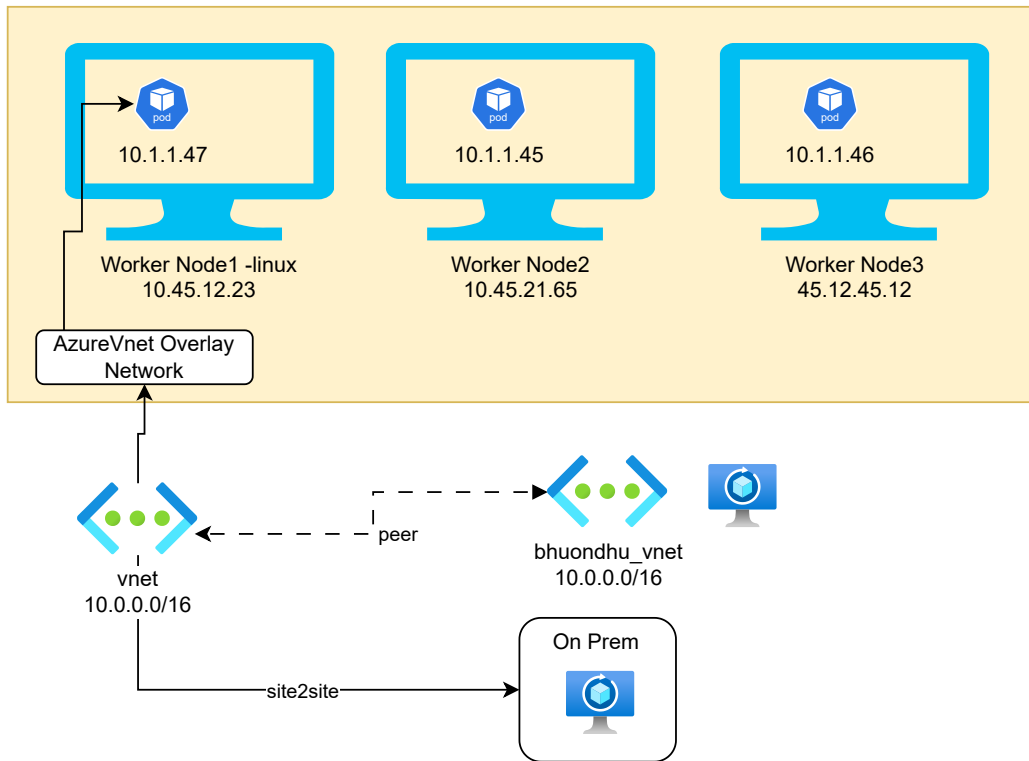 pod
10.1.1.47
pod
10.1.1.45
pod
10.1.1.46
Worker Node1 -linux
10.45.12.23
Worker Node2
10.45.21.65
Worker Node3
45.12.45.12
AzureVnet Overlay
Network
peer
vnet
10.0.0.0/16
bhuondhu_vnet
10.0.0.0/16
On Prem
site2site